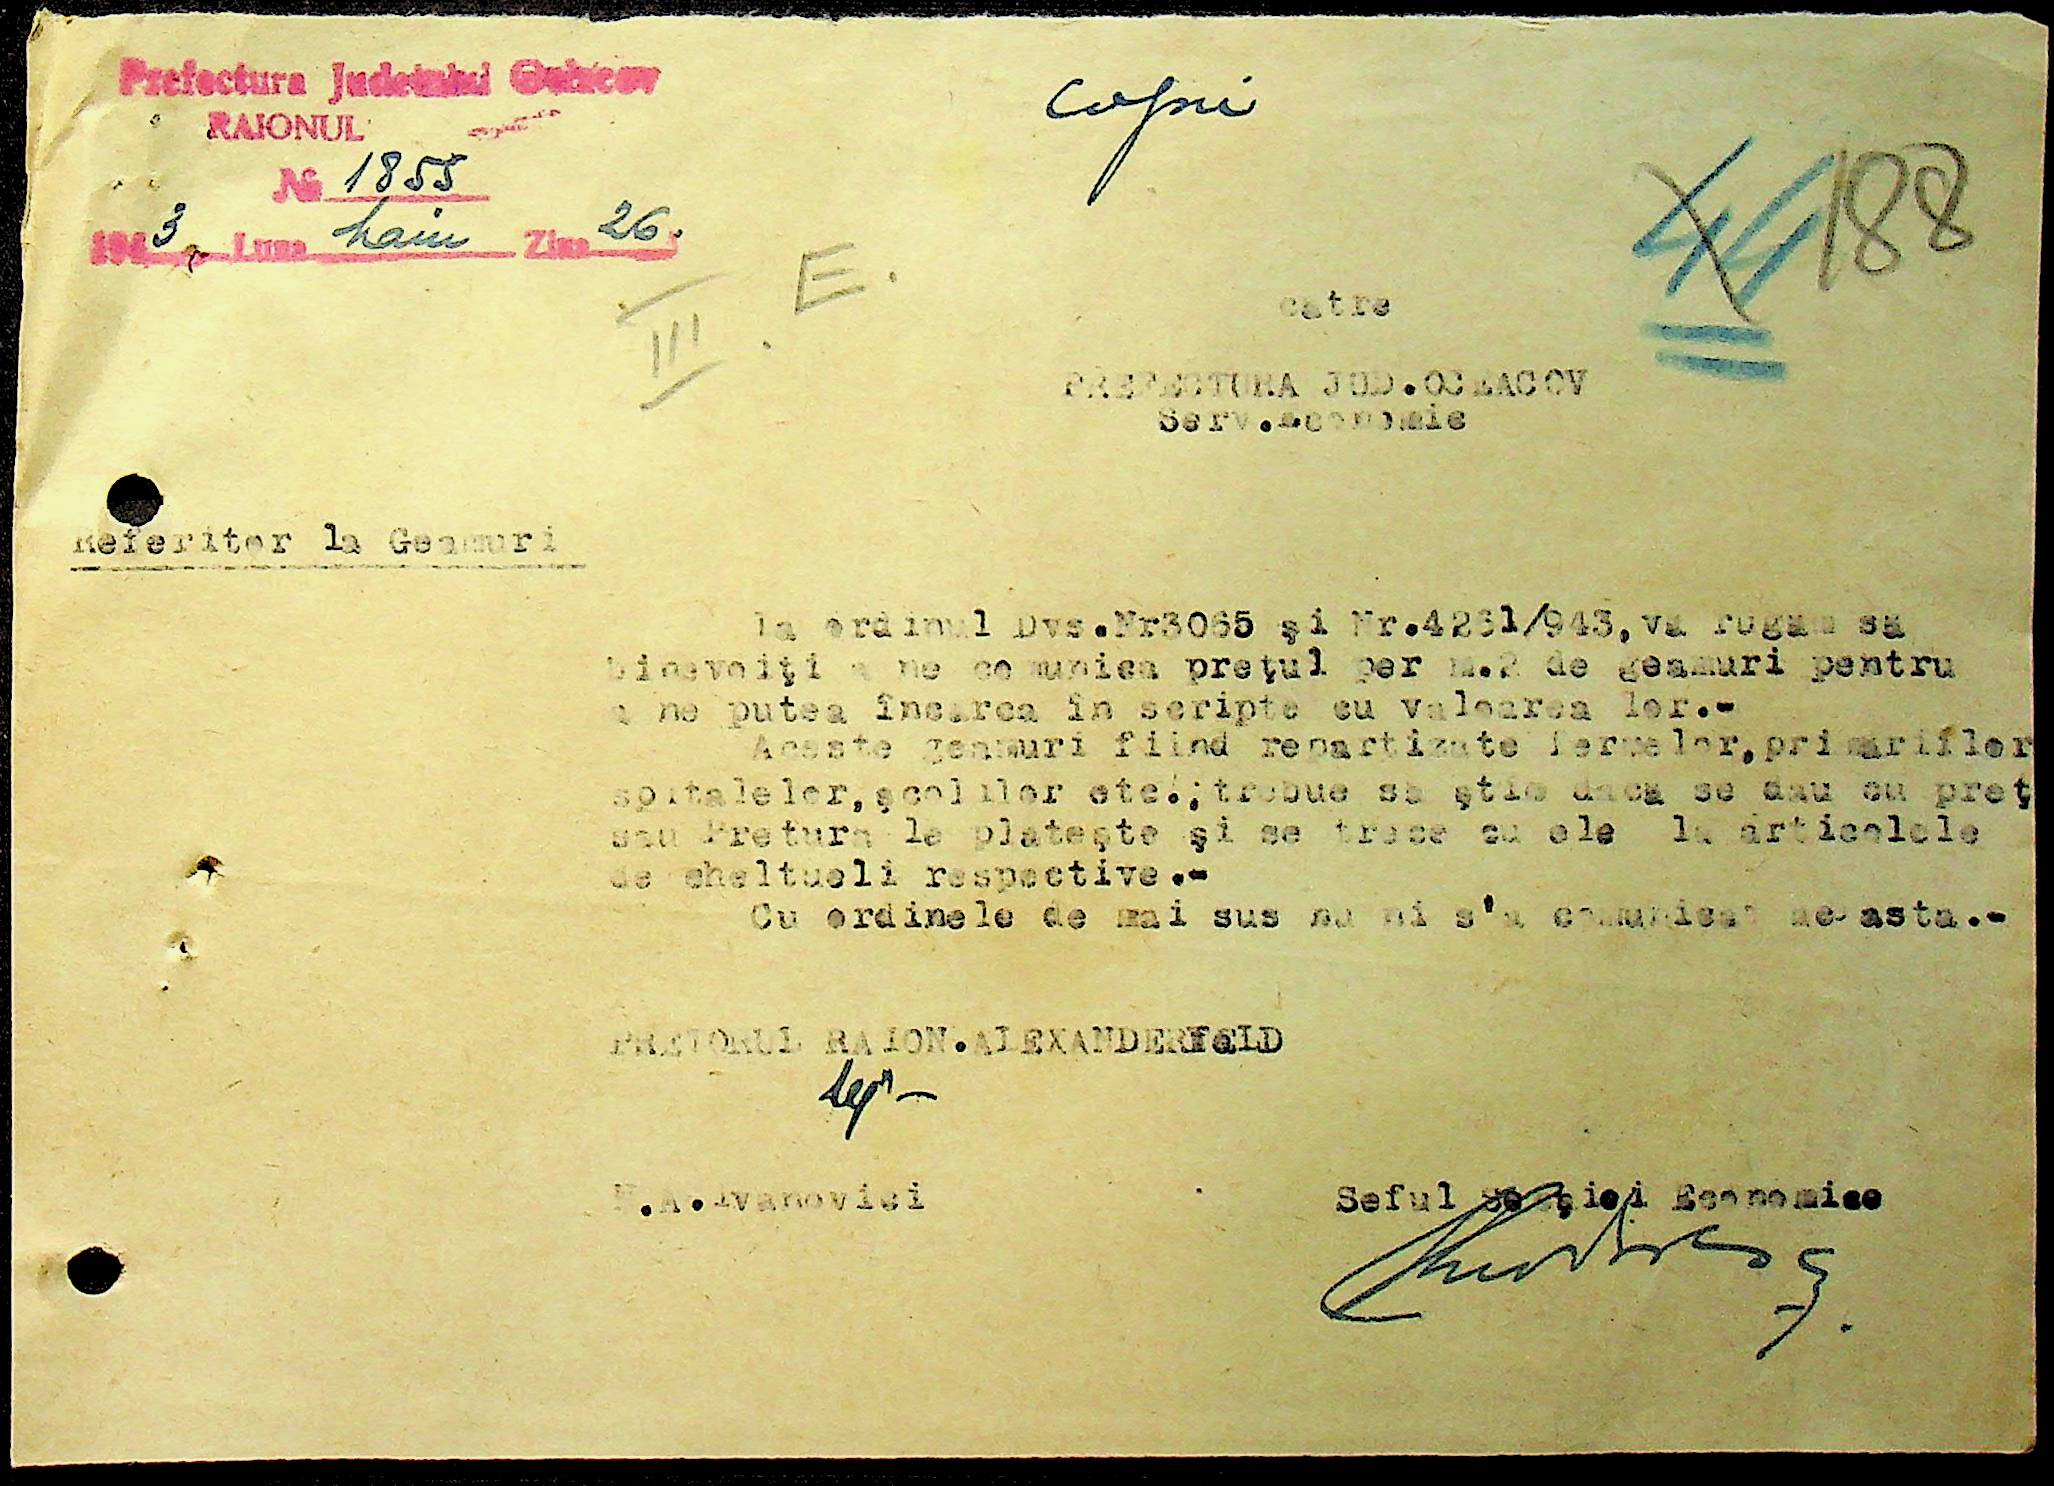 Prefectura Judetului Oceacov
RAIONUL
№ 1855
1943 Luna Maiu Ziua 26.
Copie
44 188
III. E.
catre
PREFECTURA JUD.OCEACOV
Serv.Economic
Referitor la Geamuri
la ordinul Dvs.Nr3065 şi Nr.4261/943,va rugam sa
binevoiţi a ne comunica preţul per m.2 de geamuri pentru
a ne putea încarca în scripte cu valoarea lor.-
Aceste geamuri fiind repartizate fermelor,primariilor
spitalelor,şcolilor etc.,trebue sa ştie daca se dau cu preţ
sau Pretura le plateşte şi se trece cu ele la articolele
de cheltueli respective.-
Cu ordinele de mai sus nu ni s'a comunicat aceasta.-
PRETORUL RAION.ALEXANDERFELD
.A.Ivanovici
Seful Secţiei Economice